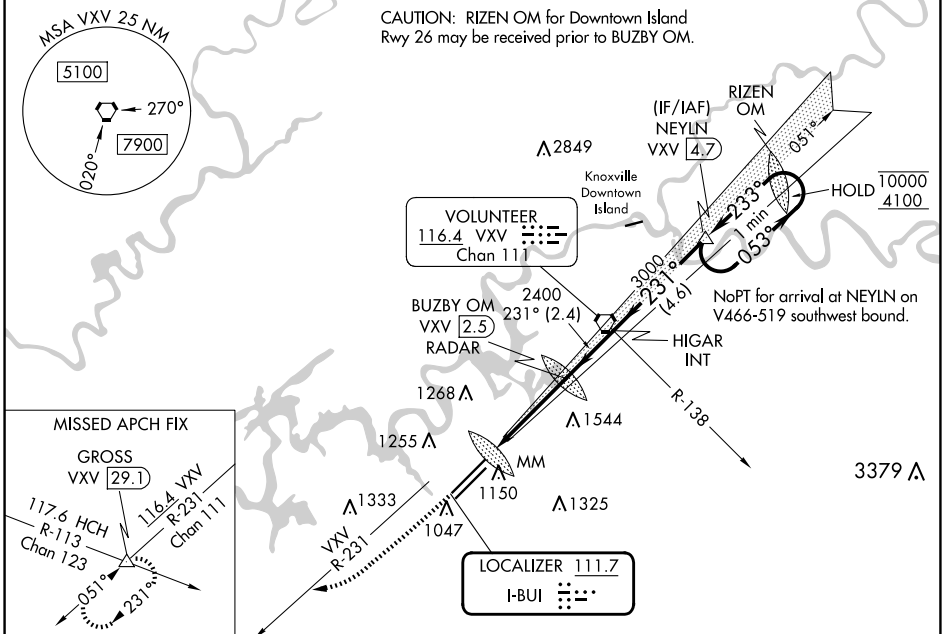 MSA VXV 25 NM
5100
270°
7900
020°
CAUTION: RIZEN OM for Downtown Island
Rwy 26 may be received prior to BUZBY OM.
RIZEN
OM
(IF/IAF)
NEYLN
VXV 4.7
051°
2849
Knoxville
Downtown
Island
HOLD 10000
4100
233°
1 min
053°
VOLUNTEER
116.4 VXV
Chan 111
3000
231°
(4.6)
NoPT for arrival at NEYLN on
V466-519 southwest bound.
2400
231° (2.4)
BUZBY OM
VXV 2.5
RADAR
HIGAR
INT
R-138
1268
1544
1255
MM
1150
3379
1333
1047
1325
VXV
R-231
LOCALIZER 111.7
I-BUI
MISSED APCH FIX
GROSS
VXV 29.1
116.4 VXV
R-231
Chan 111
117.6 HCH
R-113
Chan 123
051°
231°